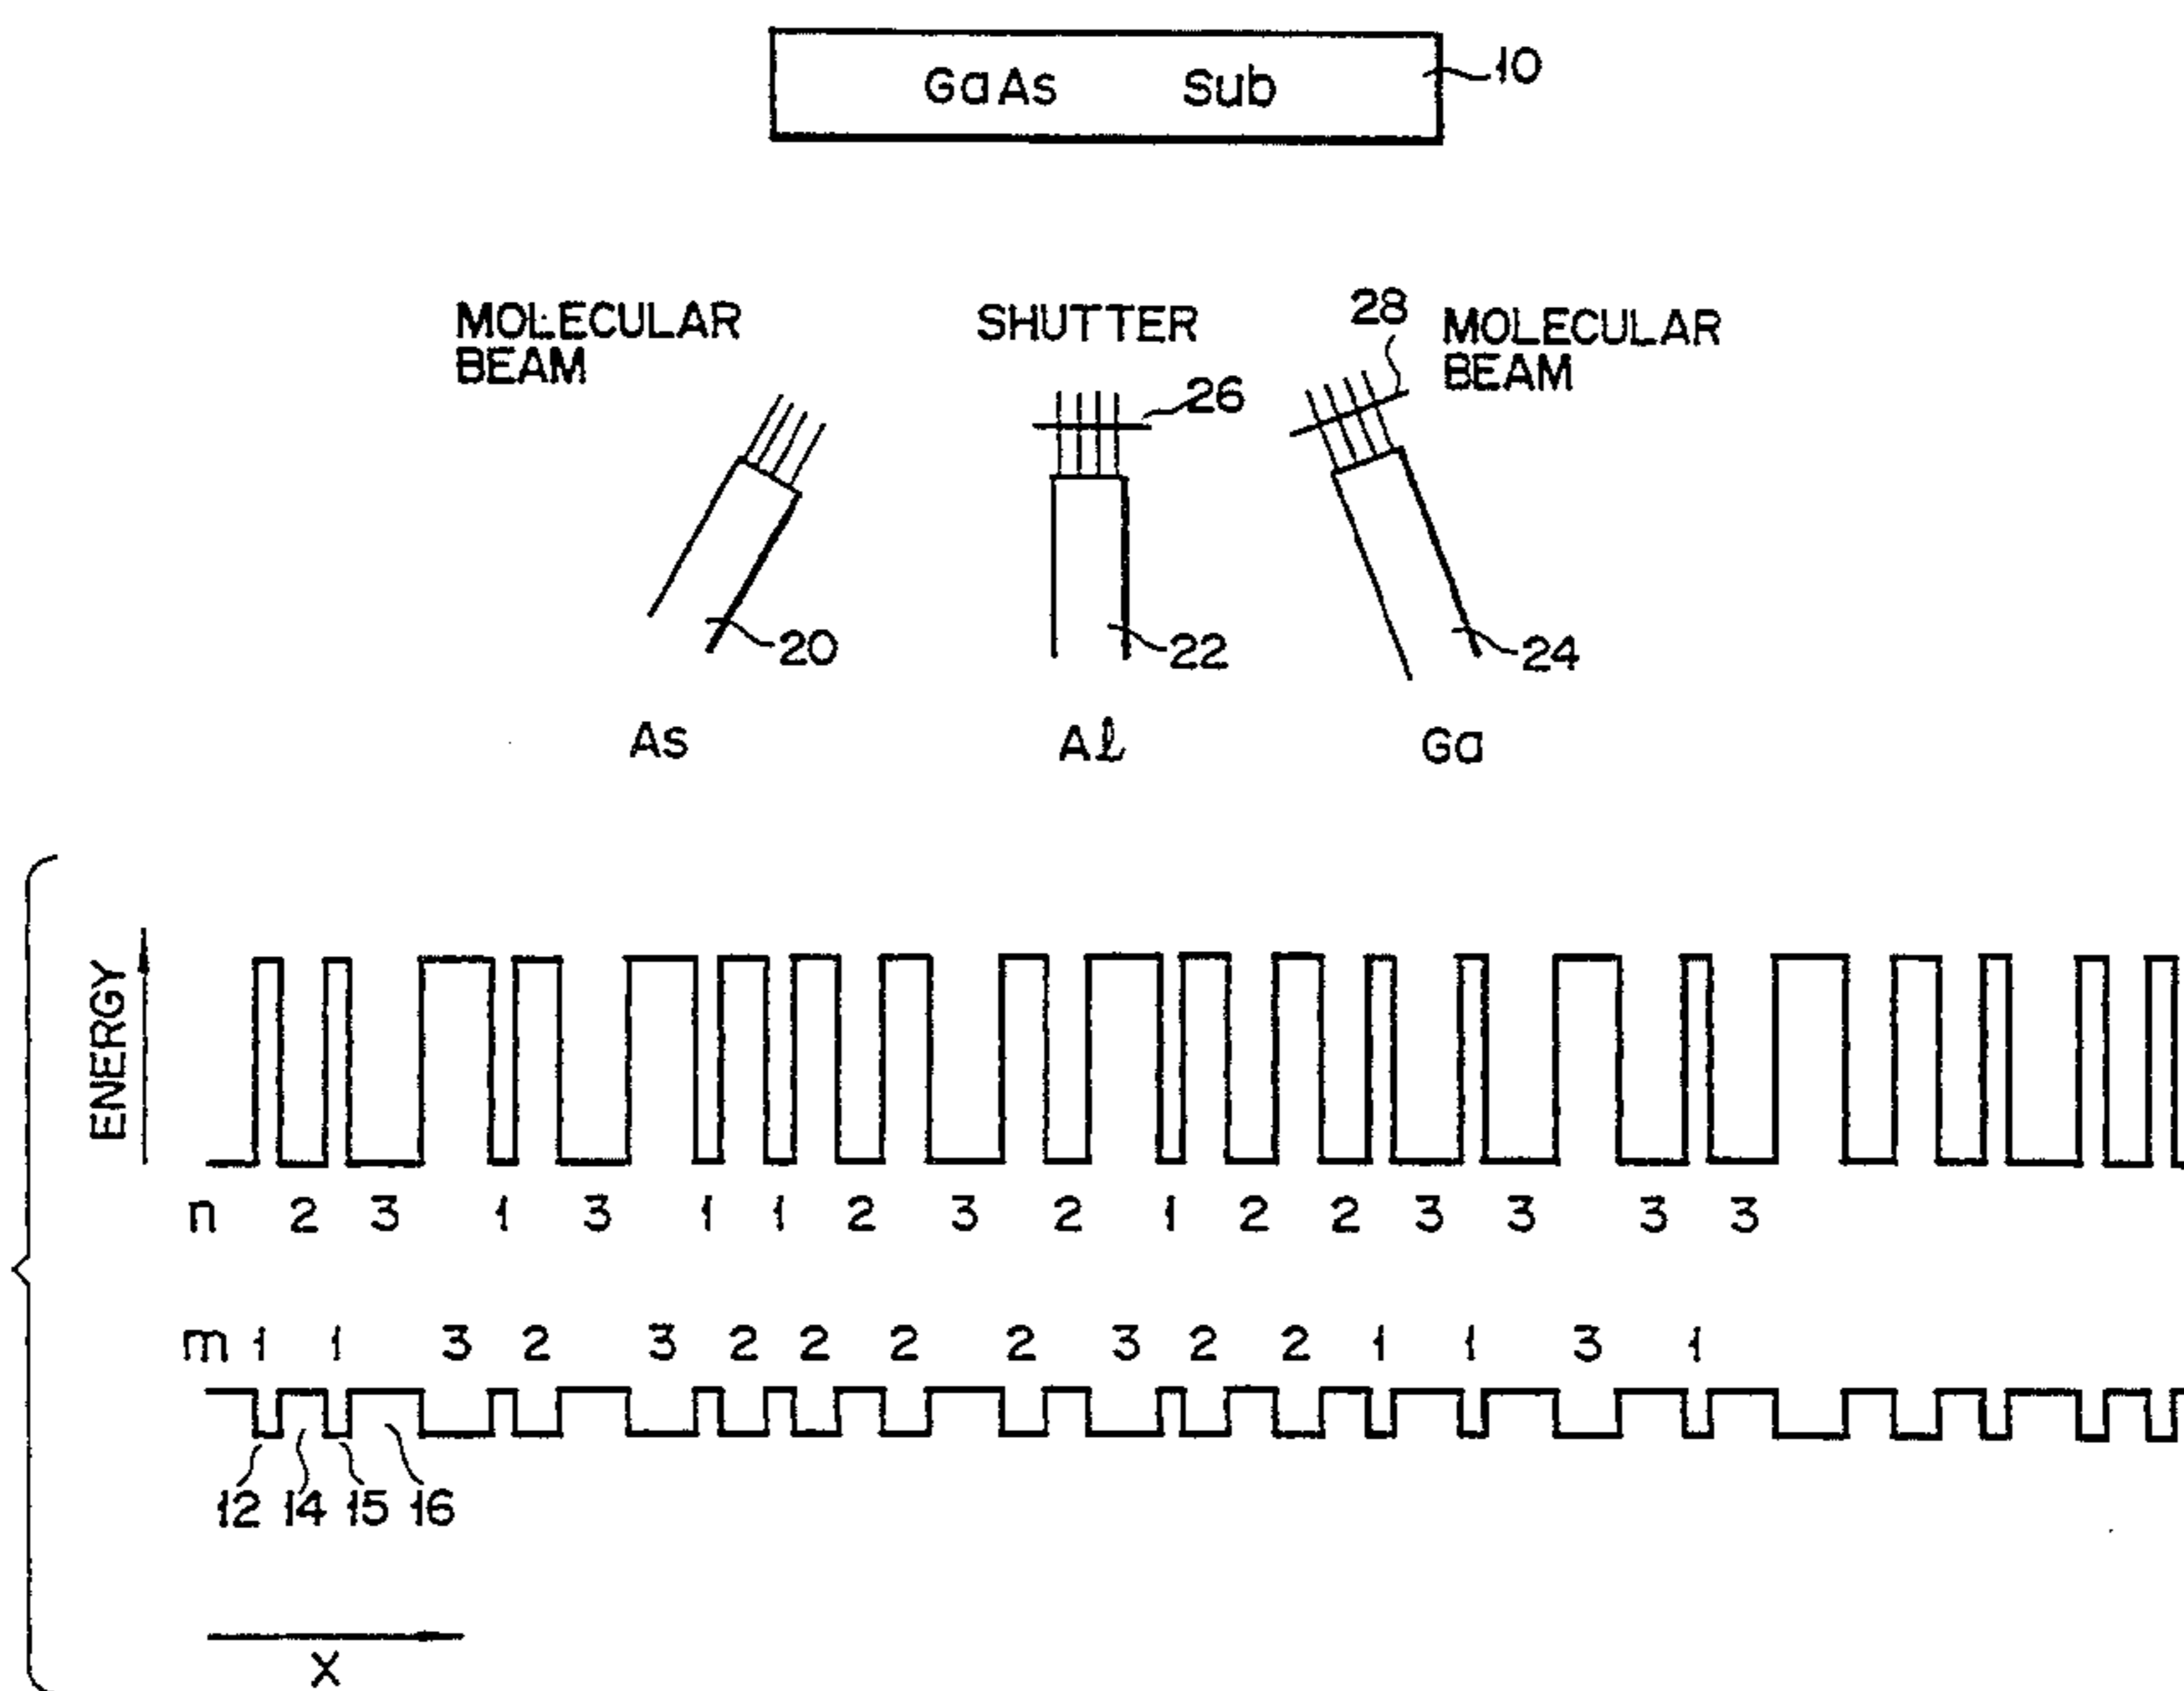 GaAs Sub
10
MOLECULAR
BEAM
SHUTTER
28
MOLECULAR
BEAM
26
20
22
24
As
Al
Ga
ENERGY
n 2 3 1 3 1 1 2 3 2 1 2 2 3 3 3 3
m 1 1 3 2 3 2 2 2 2 3 2 2 1 1 3 1
12 14 15 16
X